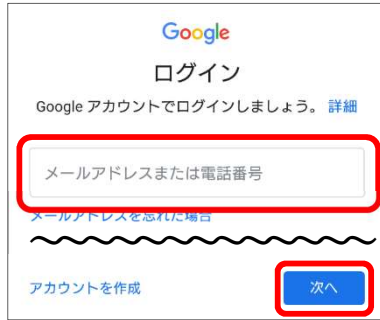 Google
ログイン
Google アカウントでログインしましょう。 詳細
メールアドレスまたは電話番号
メールアドレスを忘れた場合
アカウントを作成
次へ